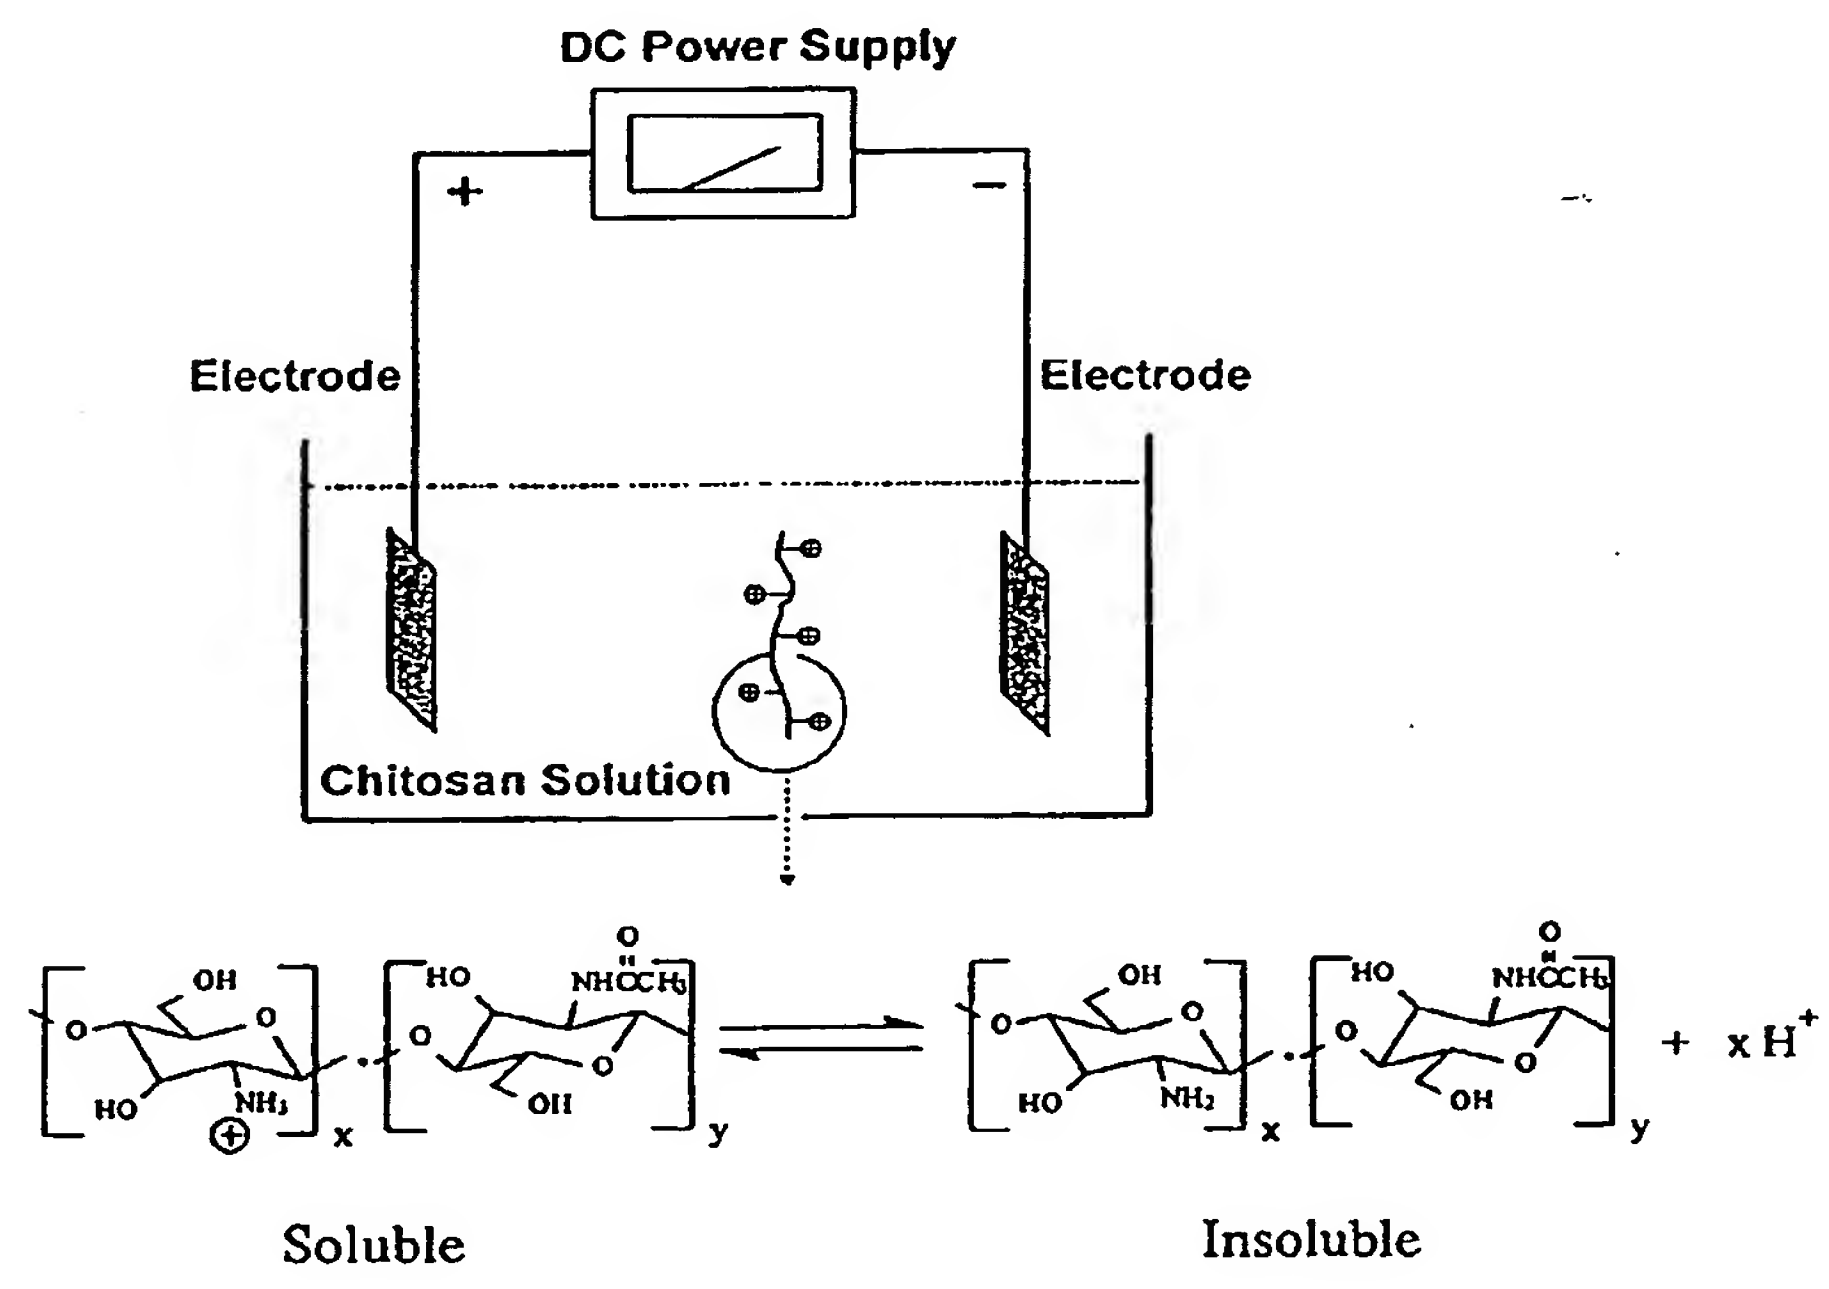 DC Power Supply
+
−
Electrode
Electrode
Chitosan Solution
O
O
OH
HO
NHCCH3
OH
HO
NHCCH3
O
O
O
O
O
O
O
O
+ x H+
HO
NH3
+
OH
HO
NH2
OH
x
y
x
y
Soluble
Insoluble